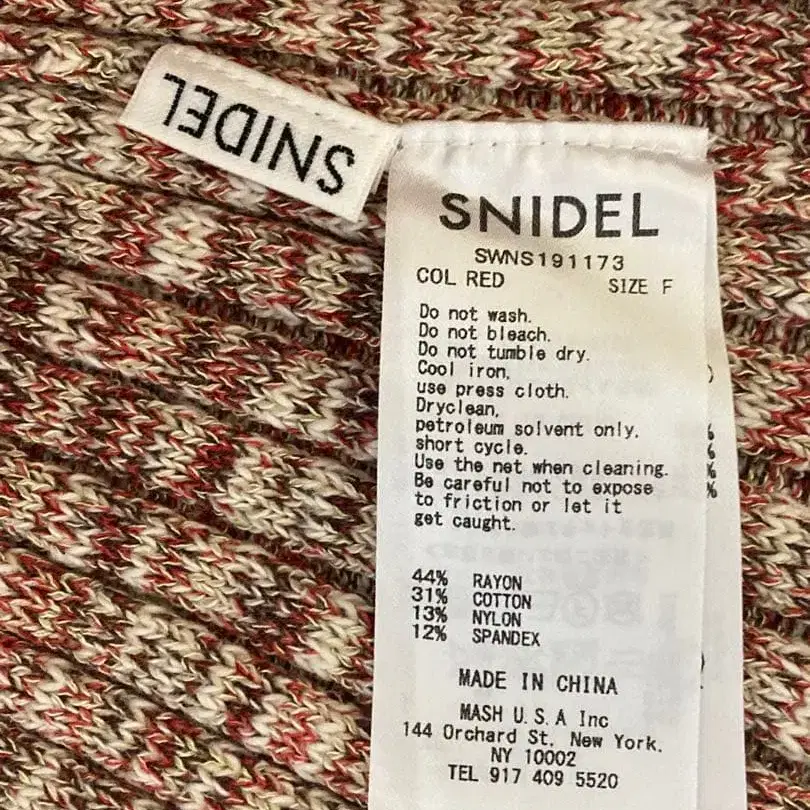 SNIDEL
SNIDEL
SWNS191173
COL RED SIZE F
Do not wash.
Do not bleach.
Do not tumble dry.
Cool iron,
use press cloth.
Dryclean,
petroleum solvent only,
short cycle.
Use the net when cleaning.
Be careful not to expose
to friction or let it
get caught.
44% RAYON
31% COTTON
13% NYLON
12% SPANDEX
MADE IN CHINA
MASH U.S.A Inc
144 Orchard St, New York,
NY 10002
TEL 917 409 5520